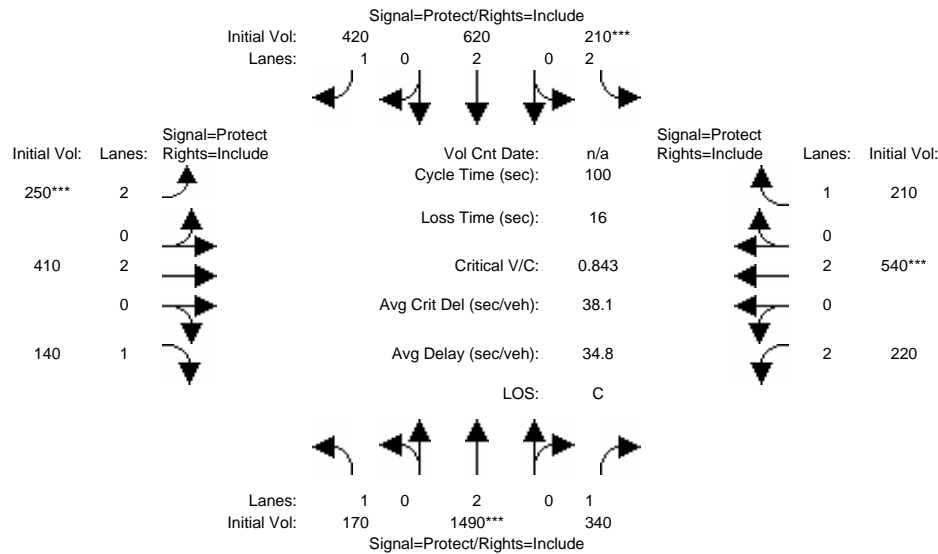 Signal=Protect/Rights=Include
Initial Vol: 420 620 210***
Lanes: 1 0 2 0 2
Signal=Protect
Initial Vol: Lanes: Rights=Include
Vol Cnt Date: n/a
Signal=Protect
Rights=Include Lanes: Initial Vol:
Cycle Time (sec): 100
250*** 2
1 210
Loss Time (sec): 16
0
0
410 2
Critical V/C: 0.843
2 540***
0
Avg Crit Del (sec/veh): 38.1
0
140 1
Avg Delay (sec/veh): 34.8
2 220
LOS: C
Lanes: 1 0 2 0 1
Initial Vol: 170 1490*** 340
Signal=Protect/Rights=Include